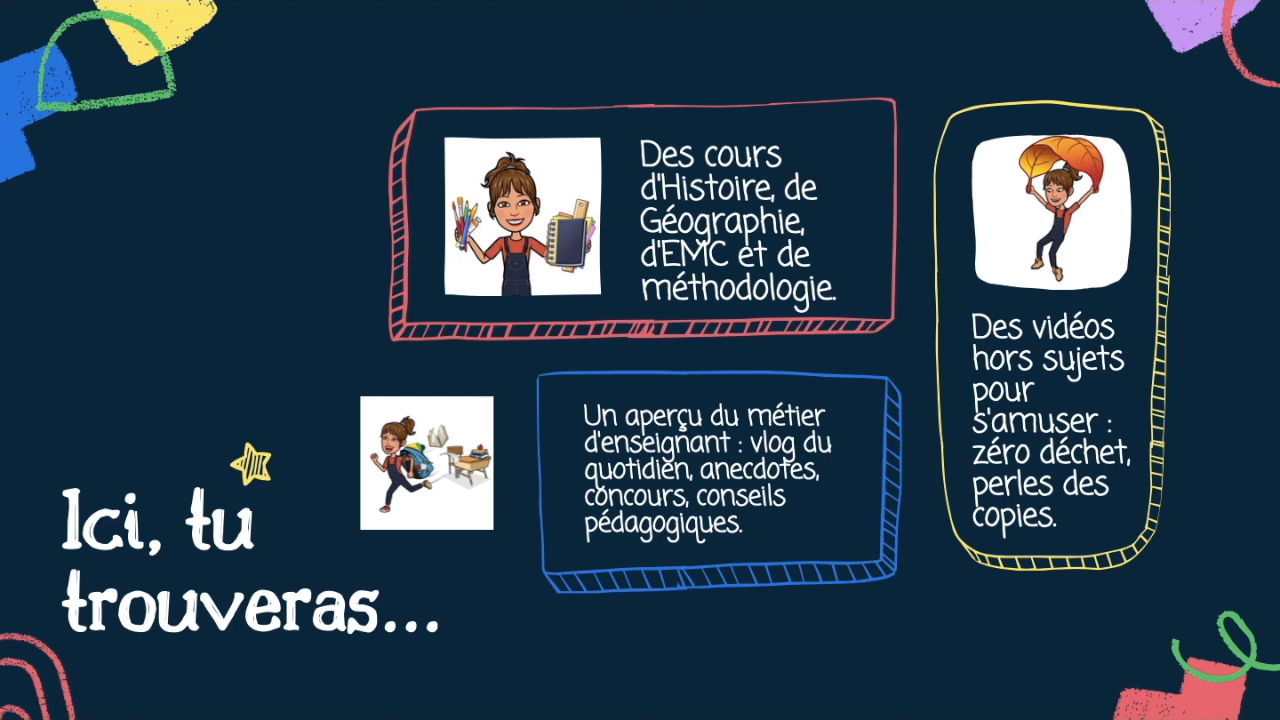 Ici, tu
trouveras...
Des cours
d'Histoire, de
Géographie,
d'EMC et de
méthodologie.
Un aperçu du métier
d'enseignant : vlog du
quotidien, anecdotes,
concours, conseils
pédagogiques.
Des vidéos
hors sujets
pour
s'amuser :
zéro déchet,
perles des
copies.